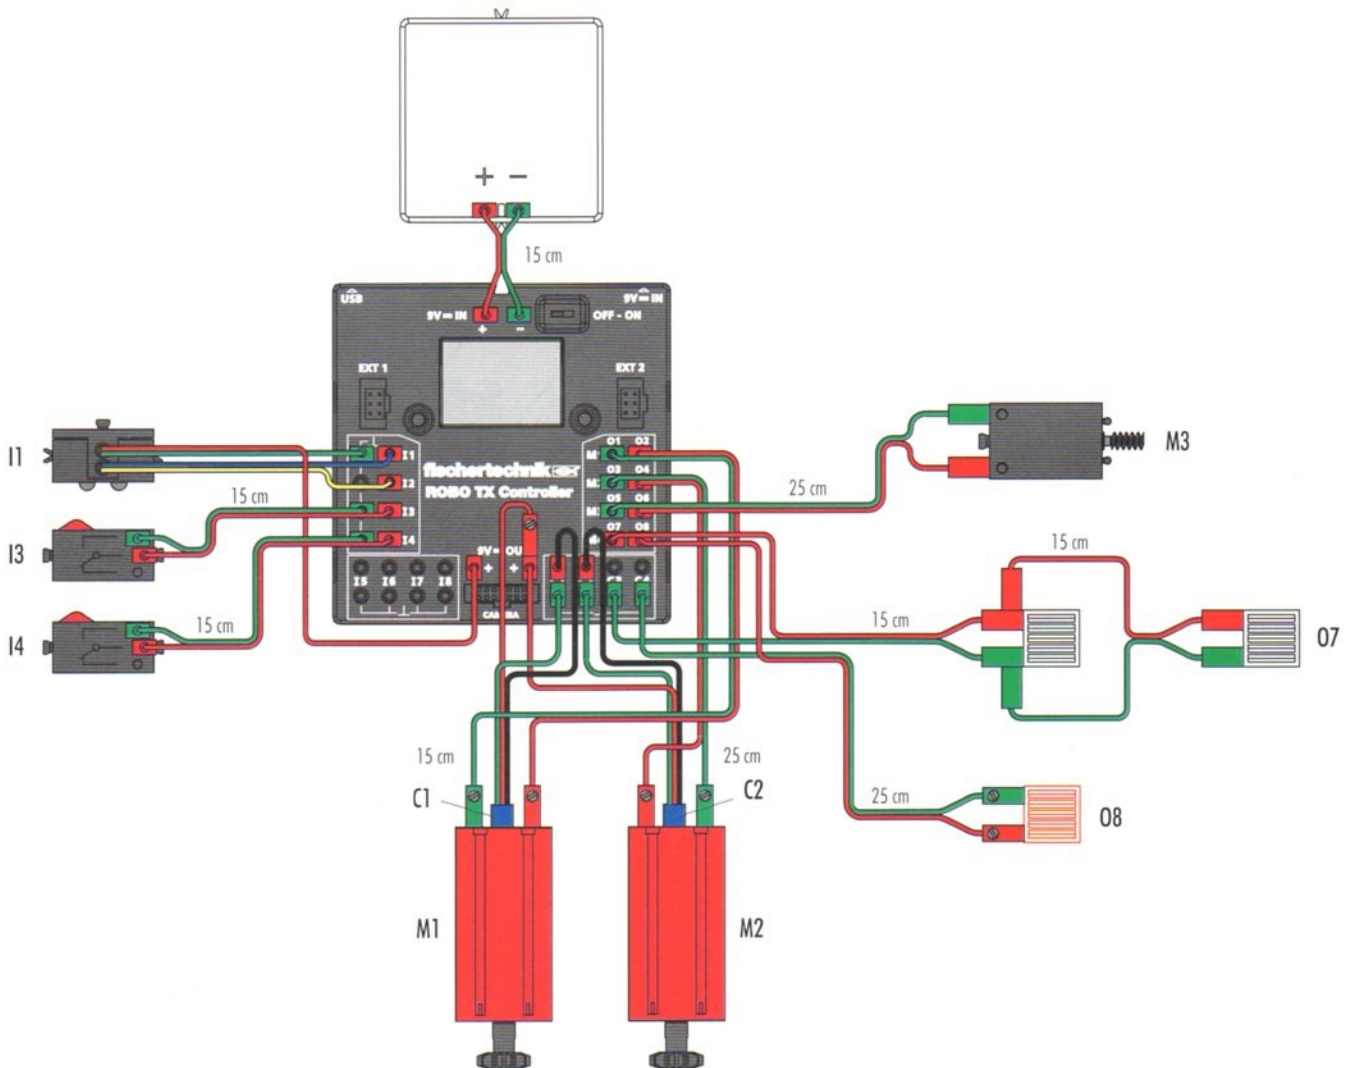 + −
15 cm
USB
9V IN
9V IN
+ −
OFF - ON
EXT 1
EXT 2
I1
I1
I2
I3
I4
fischertechnik
ROBO TX Controller
O1 O2
M
O3 O4
M
O5 O6
M
O7 O8
M3
25 cm
15 cm
I3
15 cm
I4
9V OU
+ +
I5 I6 I7 I8
15 cm
15 cm
O7
15 cm
25 cm
C1
C2
25 cm
O8
M1
M2